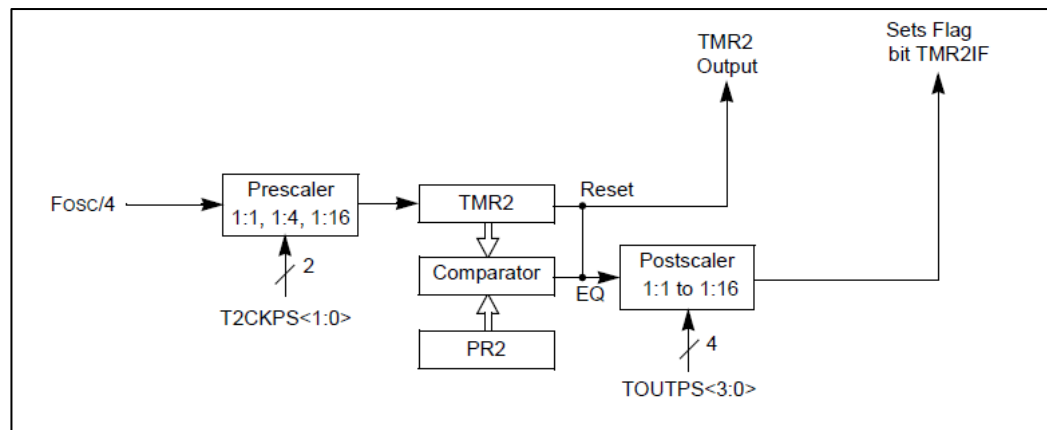 TMR2
Output
Sets Flag
bit TMR2IF
Fosc/4
Prescaler
1:1, 1:4, 1:16
2
T2CKPS<1:0>
TMR2
Reset
Comparator
EQ
PR2
Postscaler
1:1 to 1:16
4
TOUTPS<3:0>